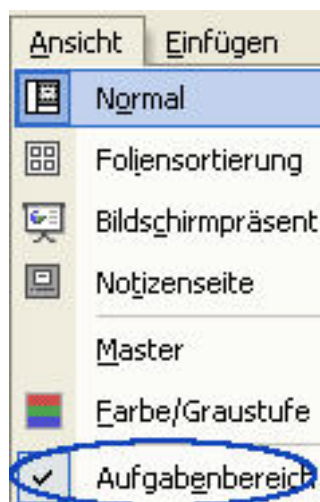 Ansicht Einfügen
Normal
Foliensortierung
Bildschirmpräsent
Notizenseite
Master
Farbe/Graustufe
Aufgabenbereich